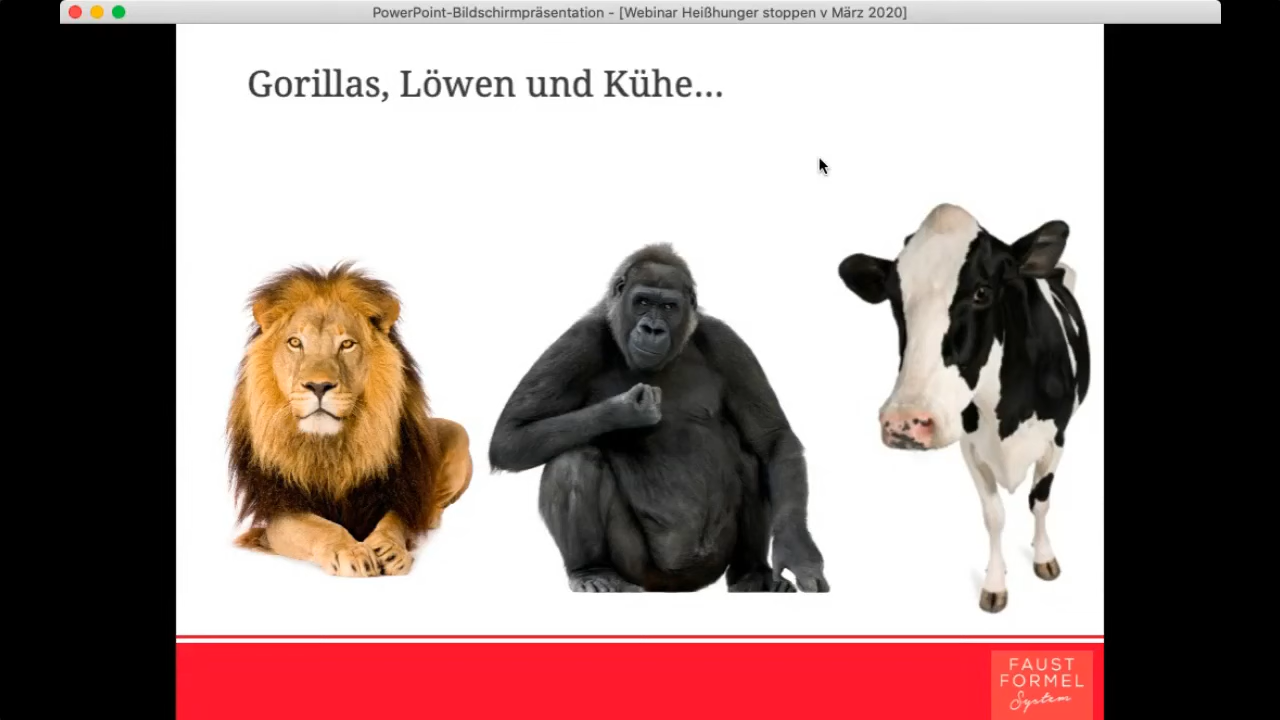 PowerPoint-Bildschirmpräsentation - [Webinar Heißhunger stoppen v März 2020]
Gorillas, Löwen und Kühe...
FAUST
FORMEL
System